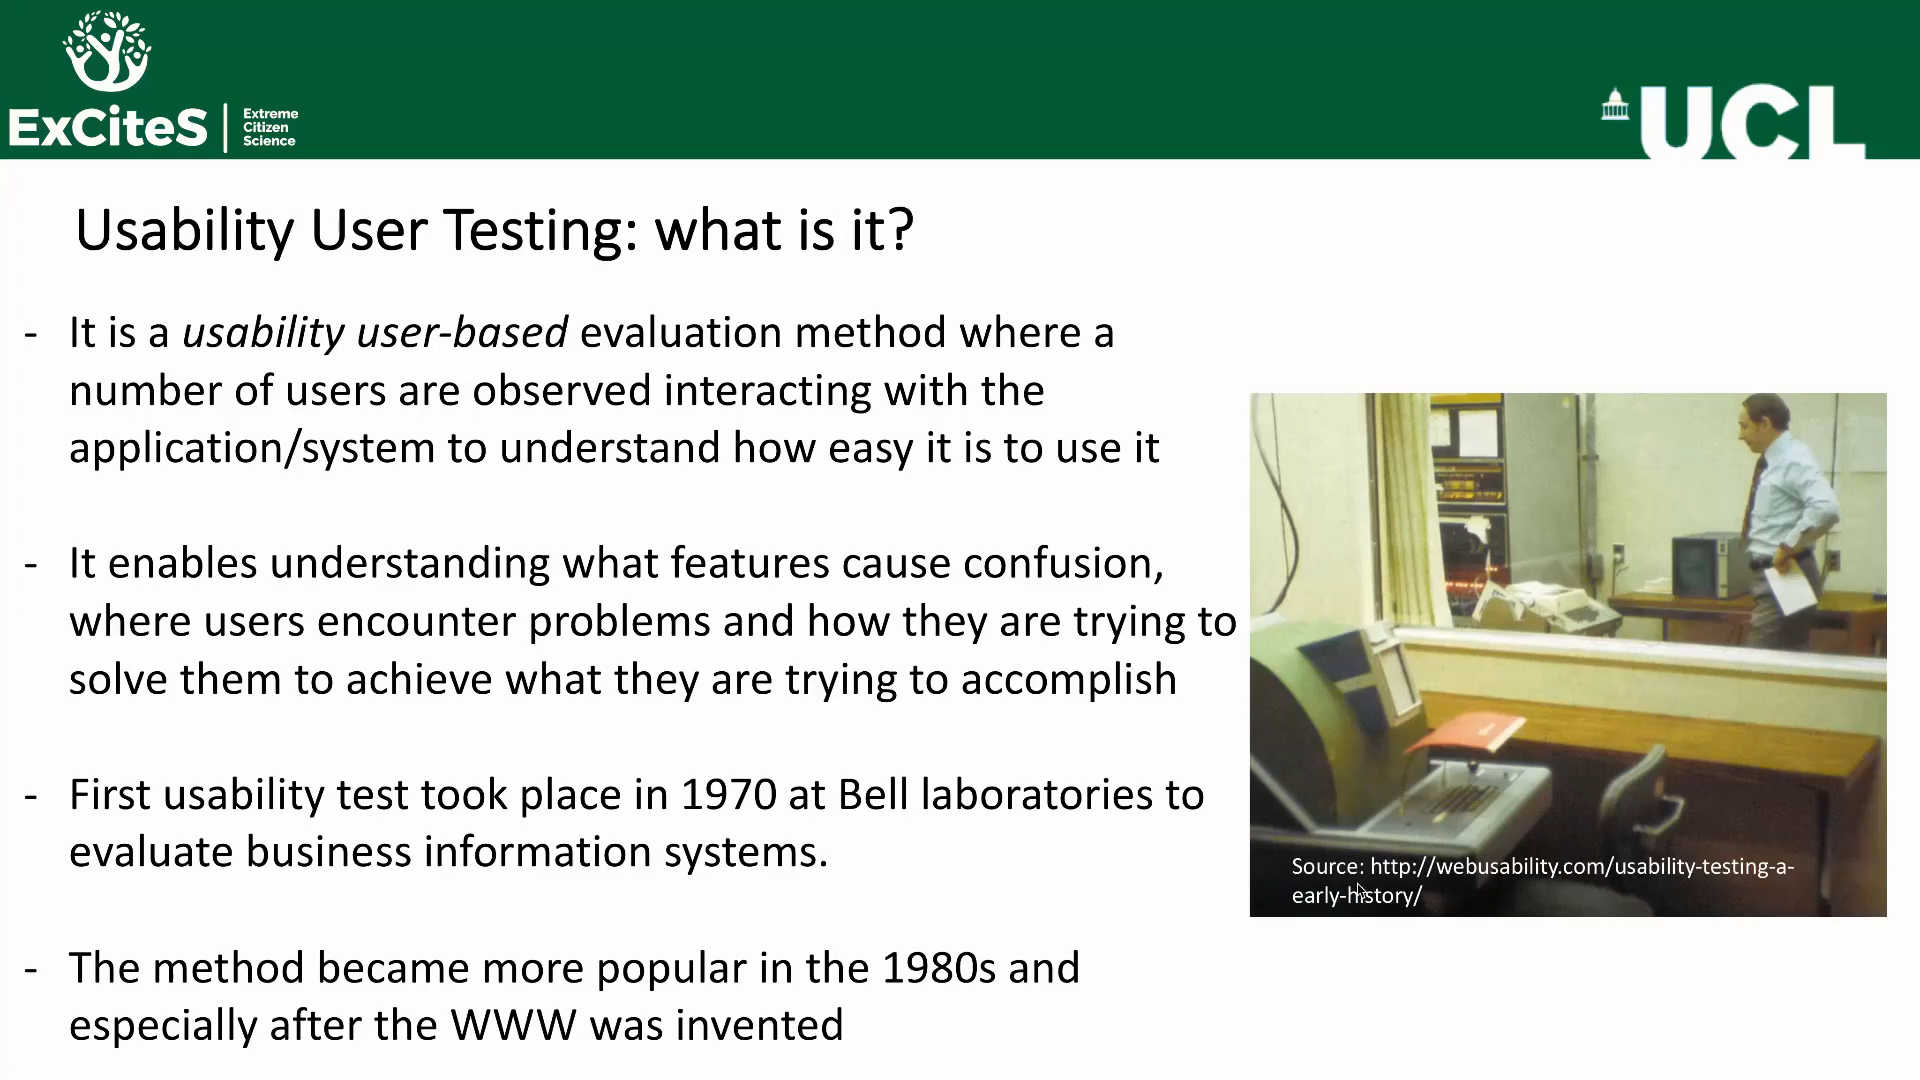 ExCiteS
Extreme
Citizen
Science
UCL
Usability User Testing: what is it?
- It is a usability user-based evaluation method where a
number of users are observed interacting with the
application/system to understand how easy it is to use it
- It enables understanding what features cause confusion,
where users encounter problems and how they are trying to
solve them to achieve what they are trying to accomplish
- First usability test took place in 1970 at Bell laboratories to
evaluate business information systems.
- The method became more popular in the 1980s and
especially after the WWW was invented
Source: http://webusability.com/usability-testing-a-
early-history/